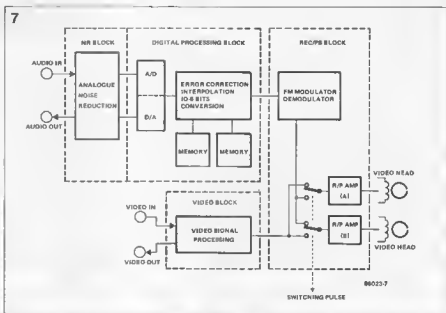 7
NR BLOCK
DIGITAL PROCESSING BLOCK
REC/PB BLOCK
AUDIO IN
AUDIO OUT
ANALOGUE
NOISE
REDUCTION
A/D
D/A
ERROR CORRECTION
INTERPOLATION
10-8 BITS
CONVERSION
MEMORY
MEMORY
FM MODULATOR
DEMODULATOR
VIDEO BLOCK
VIDEO IN
VIDEO OUT
VIDEO SIGNAL
PROCESSING
R/P AMP
(A)
VIDEO HEAD
R/P AMP
(B)
VIDEO HEAD
86023-7
SWITCHING PULSE